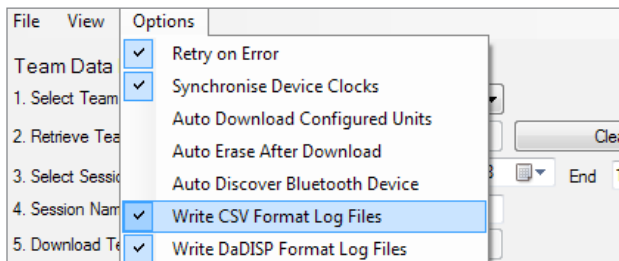 File View Options
Retry on Error
Team Data
Synchronise Device Clocks
1. Select Team
Auto Download Configured Units
2. Retrieve Tea
Auto Erase After Download
3. Select Sessio
Auto Discover Bluetooth Device
End
4. Session Nam
Write CSV Format Log Files
5. Download Te
Write DaDISP Format Log Files